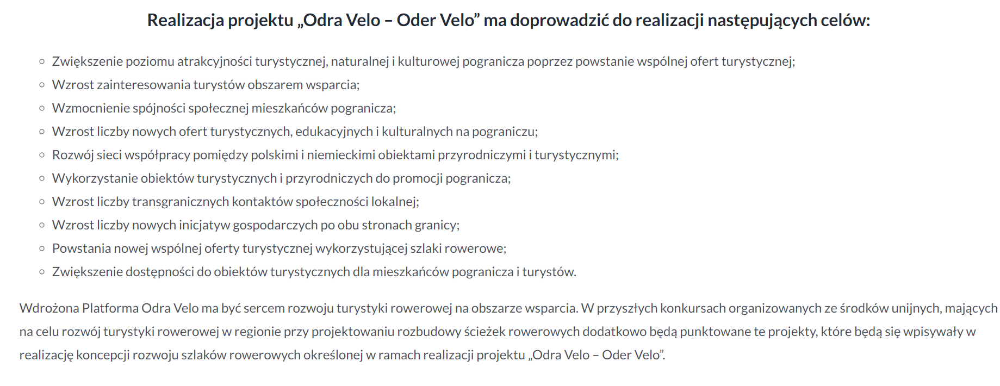 Realizacja projektu „Odra Velo – Oder Velo” ma doprowadzić do realizacji następujących celów:
◦ Zwiększenie poziomu atrakcyjności turystycznej, naturalnej i kulturowej pogranicza poprzez powstanie wspólnej ofert turystycznej;
◦ Wzrost zainteresowania turystów obszarem wsparcia;
◦ Wzmocnienie spójności społecznej mieszkańców pogranicza;
◦ Wzrost liczby nowych ofert turystycznych, edukacyjnych i kulturalnych na pograniczu;
◦ Rozwój sieci współpracy pomiędzy polskimi i niemieckimi obiektami przyrodniczymi i turystycznymi;
◦ Wykorzystanie obiektów turystycznych i przyrodniczych do promocji pogranicza;
◦ Wzrost liczby transgranicznych kontaktów społeczności lokalnej;
◦ Wzrost liczby nowych inicjatyw gospodarczych po obu stronach granicy;
◦ Powstania nowej wspólnej oferty turystycznej wykorzystującej szlaki rowerowe;
◦ Zwiększenie dostępności do obiektów turystycznych dla mieszkańców pogranicza i turystów.
Wdrożona Platforma Odra Velo ma być sercem rozwoju turystyki rowerowej na obszarze wsparcia. W przyszłych konkursach organizowanych ze środków unijnych, mających
na celu rozwój turystyki rowerowej w regionie przy projektowaniu rozbudowy ścieżek rowerowych dodatkowo będą punktowane te projekty, które będą się wpisywały w
realizację koncepcji rozwoju szlaków rowerowych określonej w ramach realizacji projektu „Odra Velo – Oder Velo”.